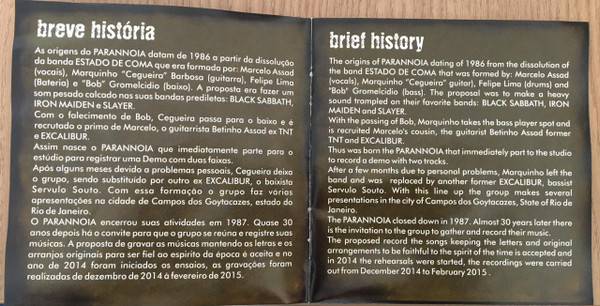 breve história
As origens do PARANNOIA datam de 1986 a partir da dissolução
da banda ESTADO DE COMA que era formada por: Marcelo Assad
(vocais), Marquinho "Cegueira" Barbosa (guitarra), Felipe Lima
(Bateria) e "Bob" Gromelcidio (baixo). A proposta era fazer um
som pesado calcado nas suas bandas prediletas: BLACK SABBATH,
IRON MAIDEN e SLAYER.
Com o falecimento de Bob, Cegueira passa para o baixo e é
recrutado o primo de Marcelo, o guitarrista Betinho Assad ex TNT
e EXCALIBUR.
Assim nasce o PARANNOIA que imediatamente parte para o
estúdio para registrar uma Demo com duas faixas.
Após alguns meses devido a problemas pessoais, Cegueira deixa
o grupo, sendo substituido por outro ex EXCALIBUR, o baixista
Servulo Souto. Com essa formação o grupo faz várias
apresentações na cidade de Campos dos Goytacazes, estado do
Rio de Janeiro.
O PARANNOIA encerrou suas atividades em 1987. Quase 30
anos depois há o convite para que o grupo se reúna e registre suas
músicas. A proposta de gravar as músicas mantendo as letras e os
arranjos originais para ser fiel ao espírito da época é aceita e no
ano de 2014 foram iniciados os ensaios, as gravações foram
realizados de dezembro de 2014 à fevereiro de 2015.
brief history
The origins of PARANNOIA dating of 1986 from the dissolution of
the band ESTADO DE COMA that was formed by: Marcelo Assad
(vocals), Marquinho "Cegueira" guitar), Felipe Lima (drums) and
"Bob" Gromelcidio (bass). The proposal was to make a heavy
sound trampled on their favorite bands: BLACK SABBATH, IRON
MAIDEN and SLAYER.
With the passing of Bob, Marquinho takes the bass player spot and
is recruited Marcelo's cousin, the guitarist Betinho Assad former
TNT and EXCALIBUR.
Thus was born the PARANNOIA that immediately part to the studio
to record a demo with two tracks.
After a few months due to personal problems, Marquinho left the
band and was replaced by another former EXCALIBUR, bassist
Servulo Souto. With this line up the group makes several
presentations in the city of Campos dos Goytacazes, State of Rio de
Janeiro.
The PARANNOIA closed down in 1987. Almost 30 years later there
is the invitation to the group to gather and record their music.
The proposed record the songs keeping the letters and original
arrangements to be faithful to the spirit of the time is accepted and
in 2014 the rehearsals were started, the recordings were carried
out from December 2014 to February 2015 .